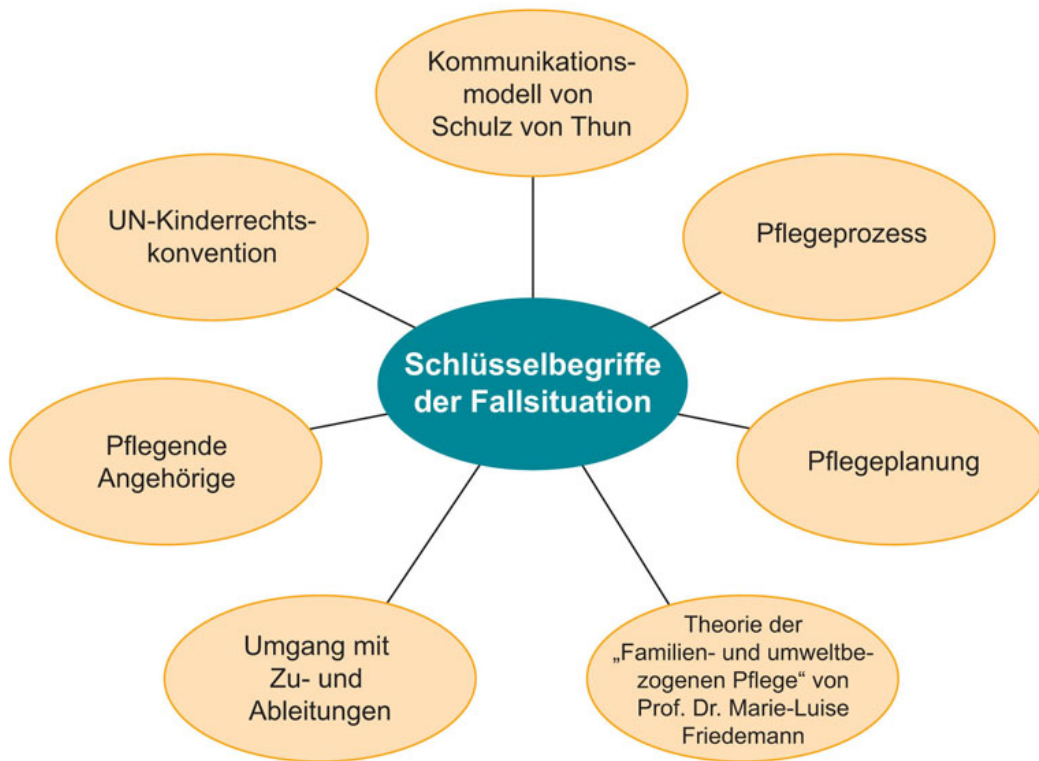 Kommunikations-
modell von
Schulz von Thun
UN-Kinderrechts-
konvention
Pflegeprozess
Schlüsselbegriffe
der Fallsituation
Pflegende
Angehörige
Pflegeplanung
Umgang mit
Zu- und
Ableitungen
Theorie der
„Familien- und umweltbe-
zogenen Pflege“ von
Prof. Dr. Marie-Luise
Friedemann